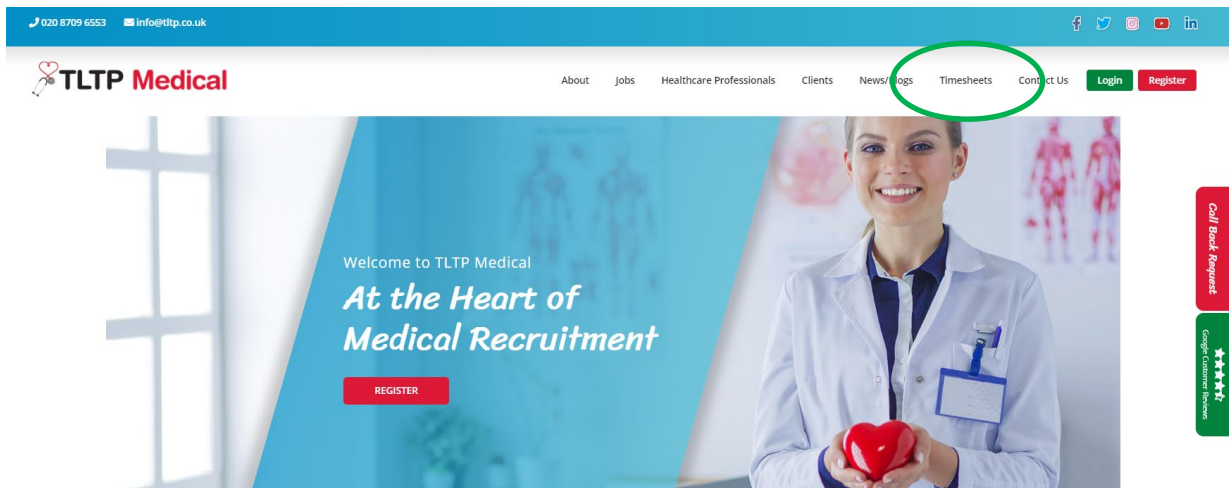 020 8709 6553 info@tltp.co.uk
TLTP Medical
About Jobs Healthcare Professionals Clients News/Blogs Timesheets Contact Us Login Register
Welcome to TLTP Medical
At the Heart of
Medical Recruitment
REGISTER
Call Back Request
Google Customer Reviews